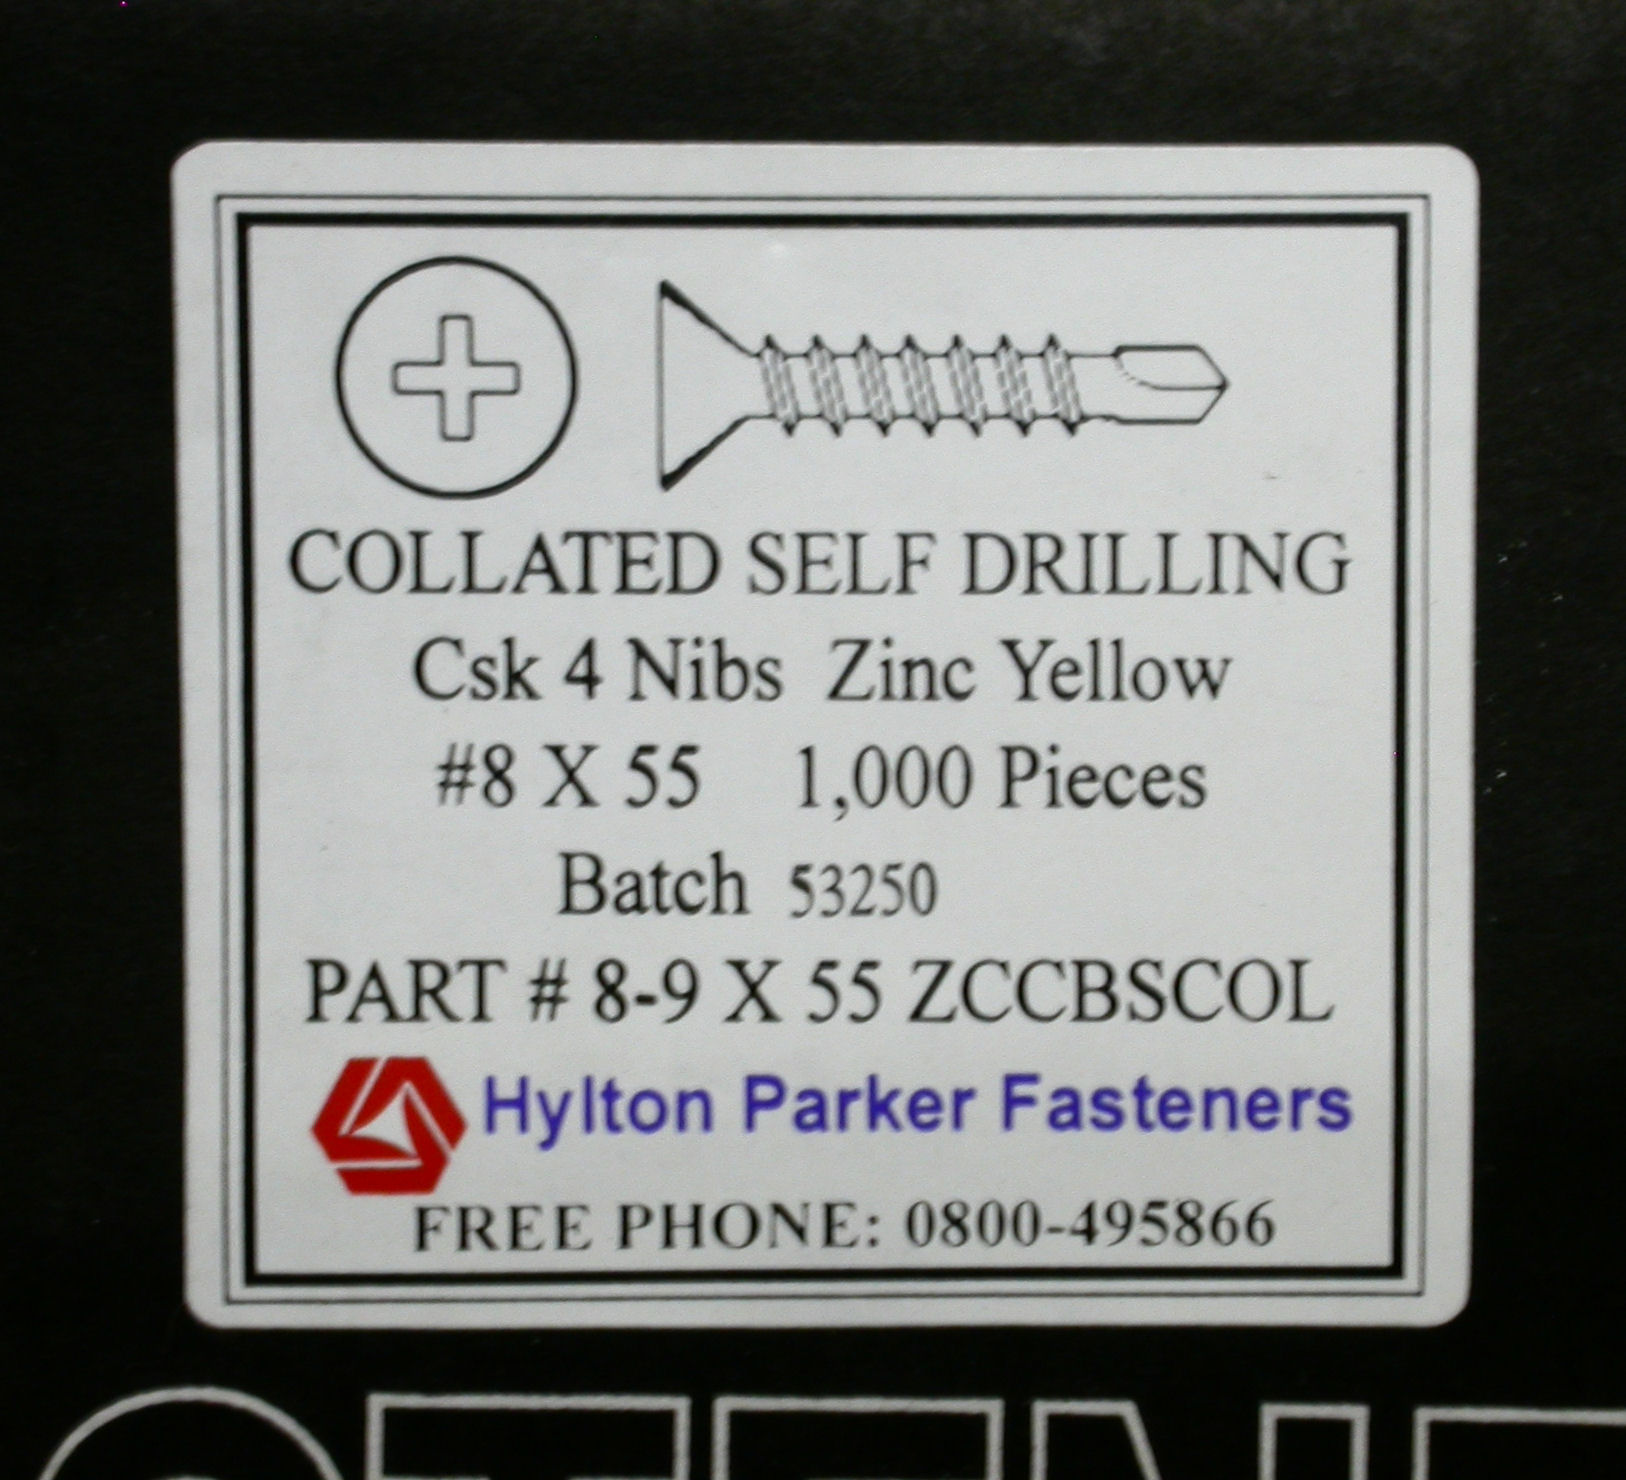 COLLATED SELF DRILLING
Csk 4 Nibs Zinc Yellow
#8 X 55 1,000 Pieces
Batch 53250
PART # 8-9 X 55 ZCCBSCOL
Hylton Parker Fasteners
FREE PHONE: 0800-495866